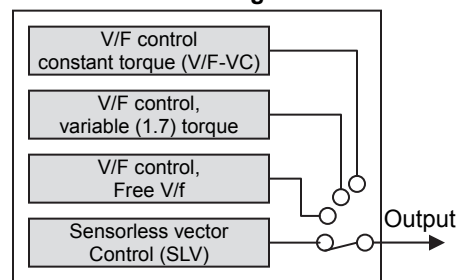 V/F control
constant torque (V/F-VC)
V/F control,
variable (1.7) torque
V/F control,
Free V/f
Output
Sensorless vector
Control (SLV)